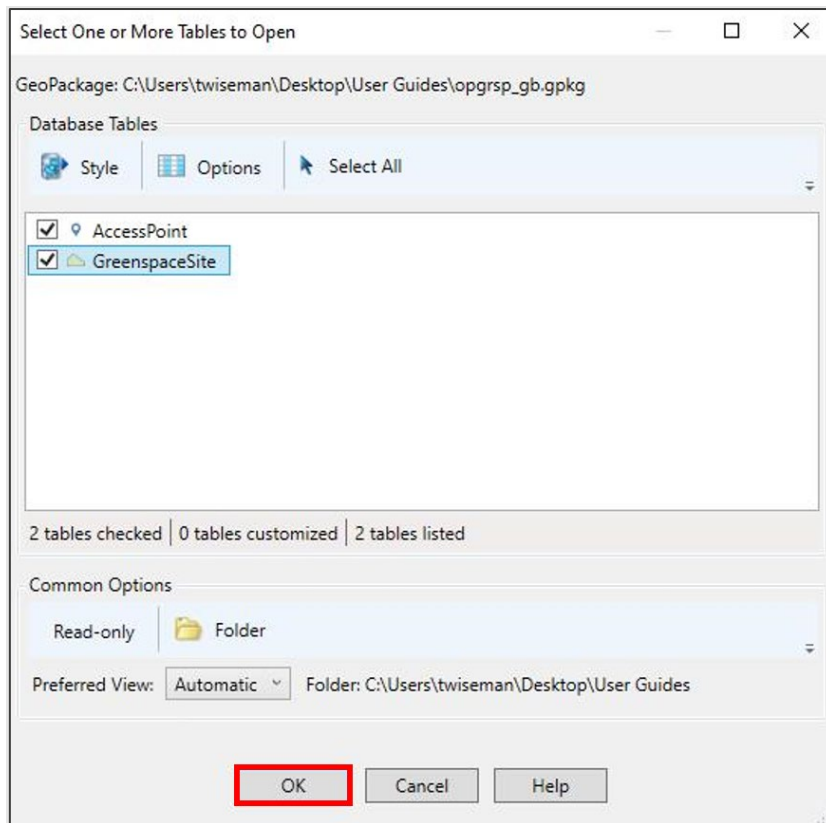 Select One or More Tables to Open
GeoPackage: C:\Users\twiseman\Desktop\User Guides\opgrsp_gb.gpkg
Database Tables
Style Options Select All
AccessPoint
GreenspaceSite
2 tables checked | 0 tables customized | 2 tables listed
Common Options
Read-only Folder
Preferred View: Automatic Folder: C:\Users\twiseman\Desktop\User Guides
OK Cancel Help